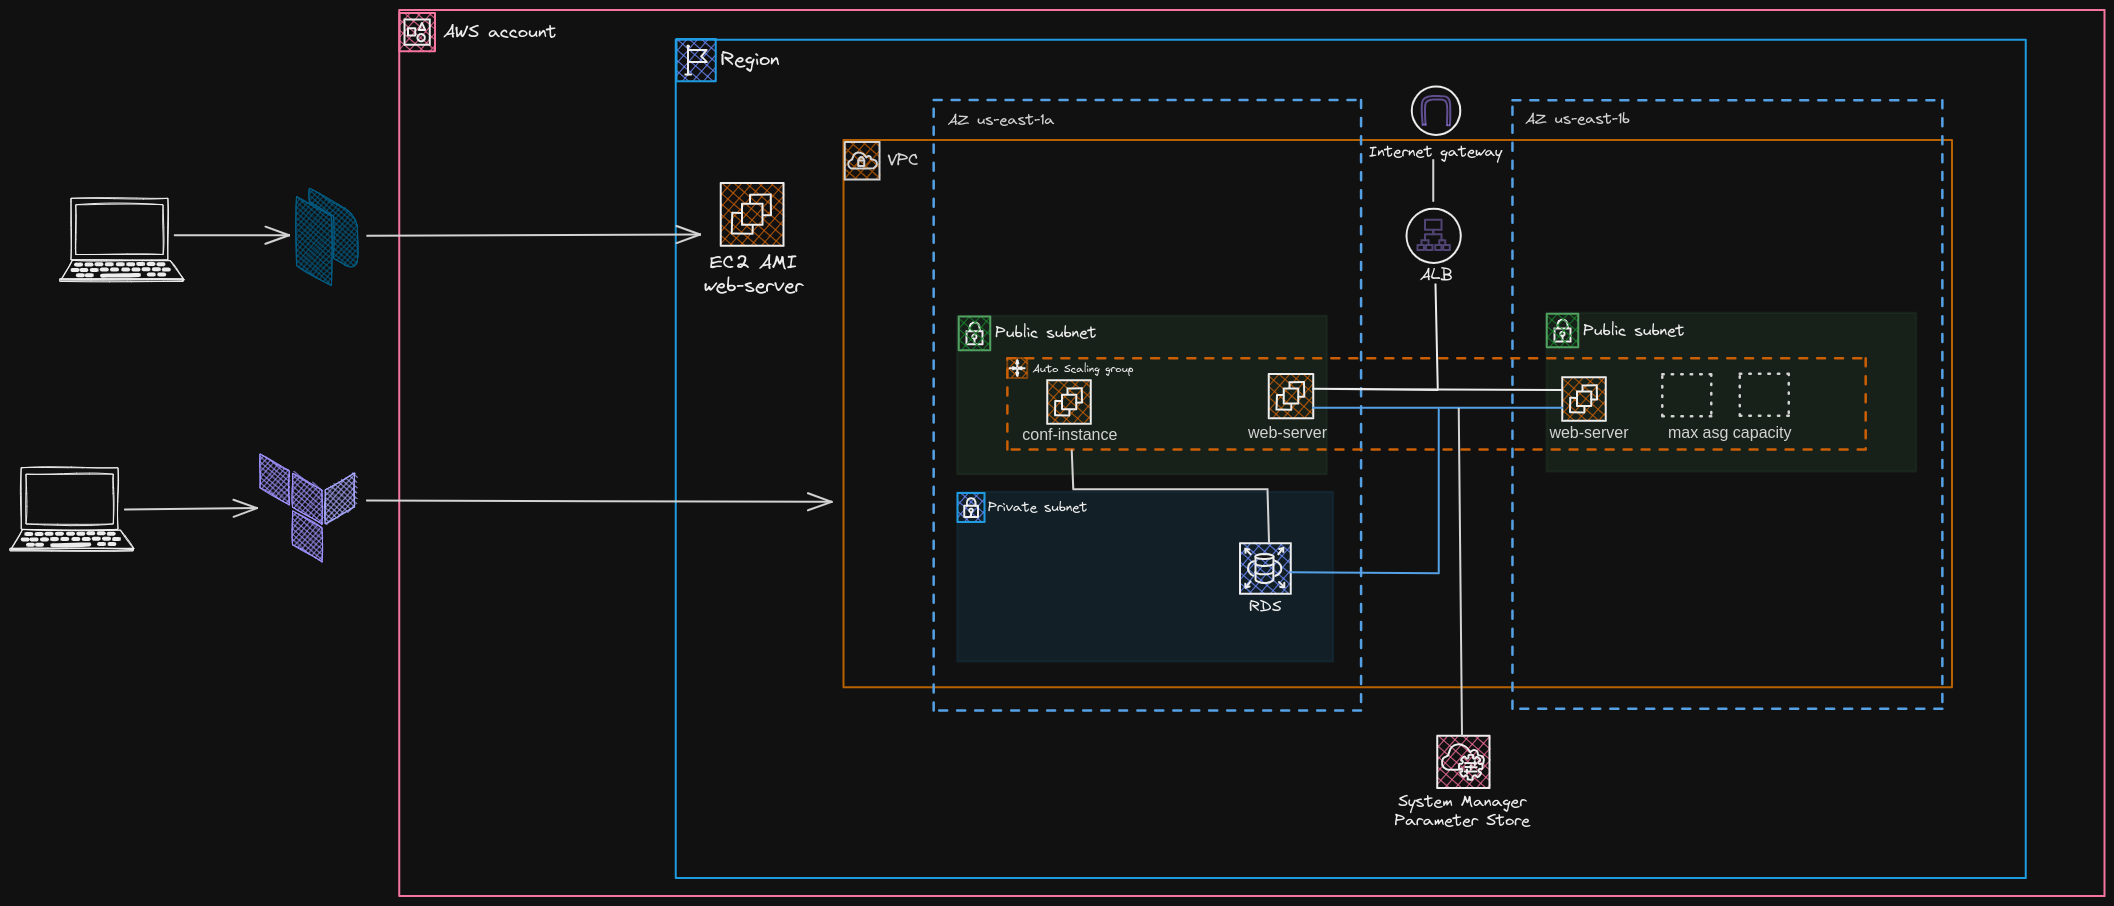 AWS account
Region
AZ us-east-1a
AZ us-east-1b
Internet gateway
VPC
EC2 AMI
web-server
ALB
Public subnet
Public subnet
Auto Scaling group
conf-instance
web-server
web-server
max asg capacity
Private subnet
RDS
System Manager
Parameter Store